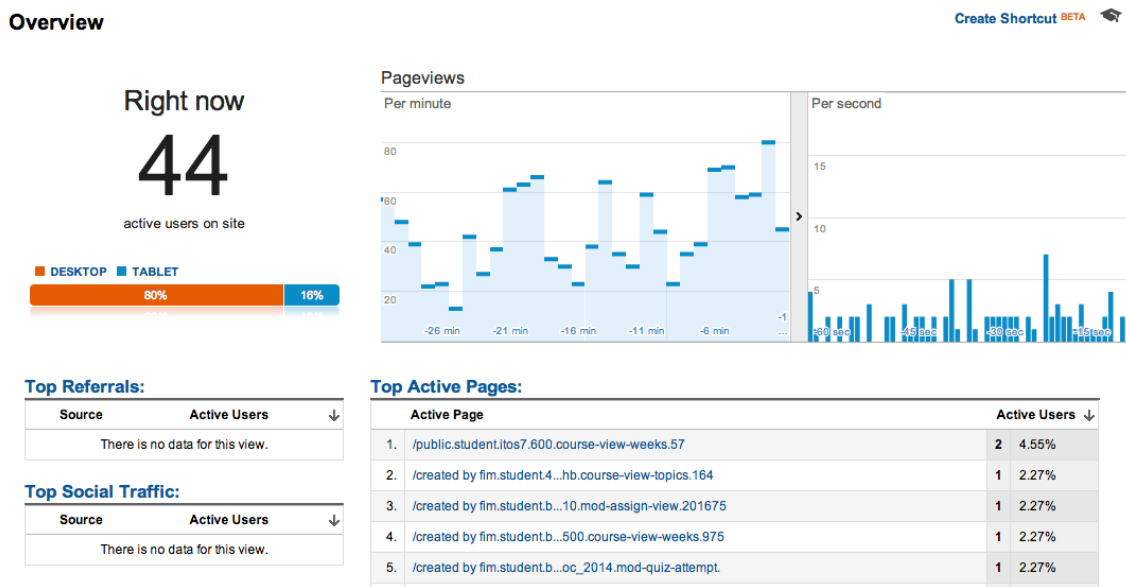 Overview
Create Shortcut BETA
Right now
44
active users on site
DESKTOP TABLET
80% 16%
Pageviews
Per minute
80
60
40
20
-26 min -21 min -16 min -11 min -6 min -1
...
Per second
15
10
5
-60 sec -45 sec -30 sec -15 sec
Top Referrals:
Source Active Users
There is no data for this view.
Top Social Traffic:
Source Active Users
There is no data for this view.
Top Active Pages:
Active Page Active Users
1. /public.student.itos7.600.course-view-weeks.57 2 4.55%
2. /created by fim.student.4...hb.course-view-topics.164 1 2.27%
3. /created by fim.student.b...10.mod-assign-view.201675 1 2.27%
4. /created by fim.student.b...500.course-view-weeks.975 1 2.27%
5. /created by fim.student.b...oc_2014.mod-quiz-attempt. 1 2.27%